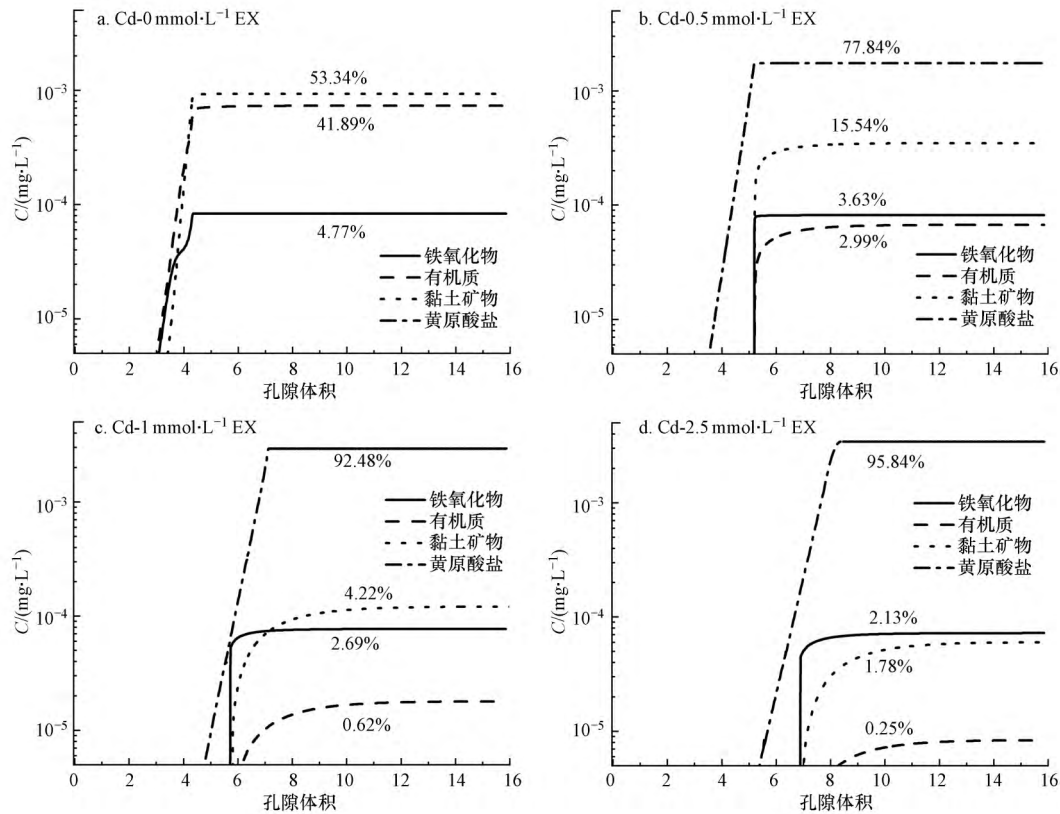 a. Cd-0 mmol·L⁻¹ EX
53.34%
41.89%
4.77%
铁氧化物
有机质
黏土矿物
黄原酸盐
10⁻³
10⁻⁴
10⁻⁵
C/(mg·L⁻¹)
0 2 4 6 8 10 12 14 16
孔隙体积
b. Cd-0.5 mmol·L⁻¹ EX
77.84%
15.54%
3.63%
2.99%
铁氧化物
有机质
黏土矿物
黄原酸盐
10⁻³
10⁻⁴
10⁻⁵
C/(mg·L⁻¹)
0 2 4 6 8 10 12 14 16
孔隙体积
c. Cd-1 mmol·L⁻¹ EX
92.48%
铁氧化物
有机质
黏土矿物
黄原酸盐
4.22%
2.69%
0.62%
10⁻³
10⁻⁴
10⁻⁵
C/(mg·L⁻¹)
0 2 4 6 8 10 12 14 16
孔隙体积
d. Cd-2.5 mmol·L⁻¹ EX
95.84%
铁氧化物
有机质
黏土矿物
黄原酸盐
2.13%
1.78%
0.25%
10⁻³
10⁻⁴
10⁻⁵
C/(mg·L⁻¹)
0 2 4 6 8 10 12 14 16
孔隙体积